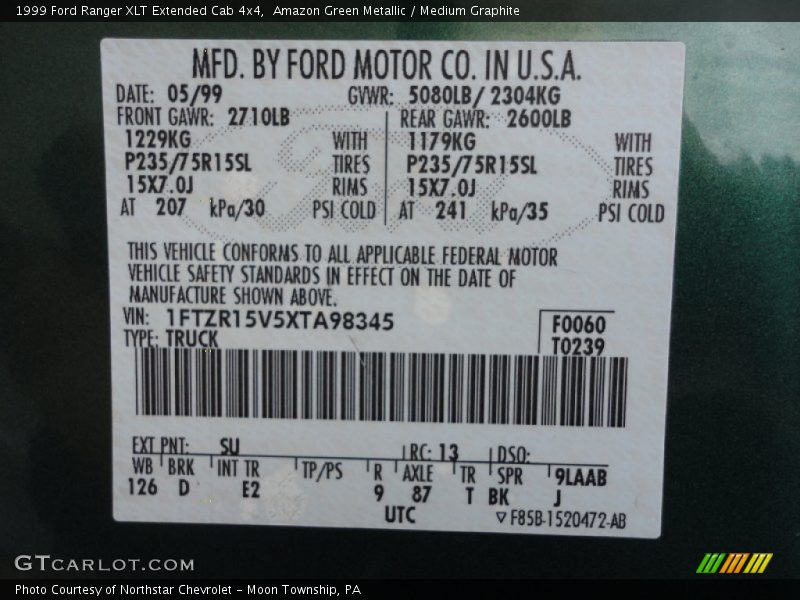 1999 Ford Ranger XLT Extended Cab 4x4,  Amazon Green Metallic / Medium Graphite
MFD. BY FORD MOTOR CO. IN U.S.A.
DATE: 05/99 GVWR: 5080LB/ 2304KG
FRONT GAWR: 2710LB REAR GAWR: 2600LB
1229KG WITH 1179KG WITH
P235/75R15SL TIRES P235/75R15SL TIRES
15X7.0J RIMS 15X7.0J RIMS
AT 207 kPa/30 PSI COLD AT 241 kPa/35 PSI COLD
THIS VEHICLE CONFORMS TO ALL APPLICABLE FEDERAL MOTOR
VEHICLE SAFETY STANDARDS IN EFFECT ON THE DATE OF
MANUFACTURE SHOWN ABOVE.
VIN: 1FTZR15V5XTA98345 F0060
TYPE: TRUCK T0239
EXT PNT: SU RC: 13 DSO:
WB BRK INT TR TP/PS R AXLE TR SPR 9LAAB
126 D E2 9 87 T BK J
UTC ▽F85B-1520472-AB
GTCARLOT.COM
Photo Courtesy of Northstar Chevrolet - Moon Township, PA